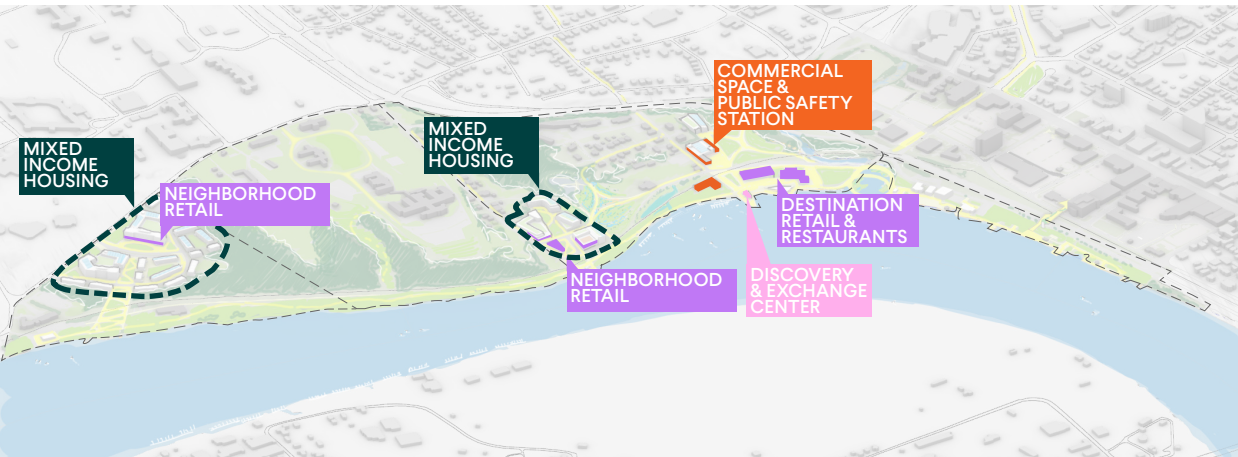 COMMERCIAL
SPACE &
PUBLIC SAFETY
STATION
MIXED
INCOME
HOUSING
MIXED
INCOME
HOUSING
NEIGHBORHOOD
RETAIL
DESTINATION
RETAIL &
RESTAURANTS
NEIGHBORHOOD
RETAIL
DISCOVERY
& EXCHANGE
CENTER